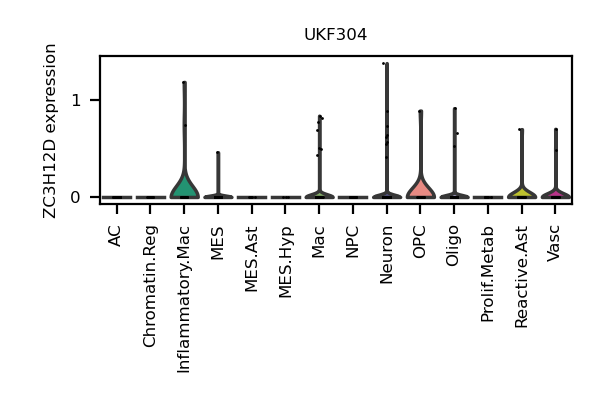 UKF304
ZC3H12D expression
1
0
AC
Chromatin.Reg
Inflammatory.Mac
MES
MES.Ast
MES.Hyp
Mac
NPC
Neuron
OPC
Oligo
Prolif.Metab
Reactive.Ast
Vasc